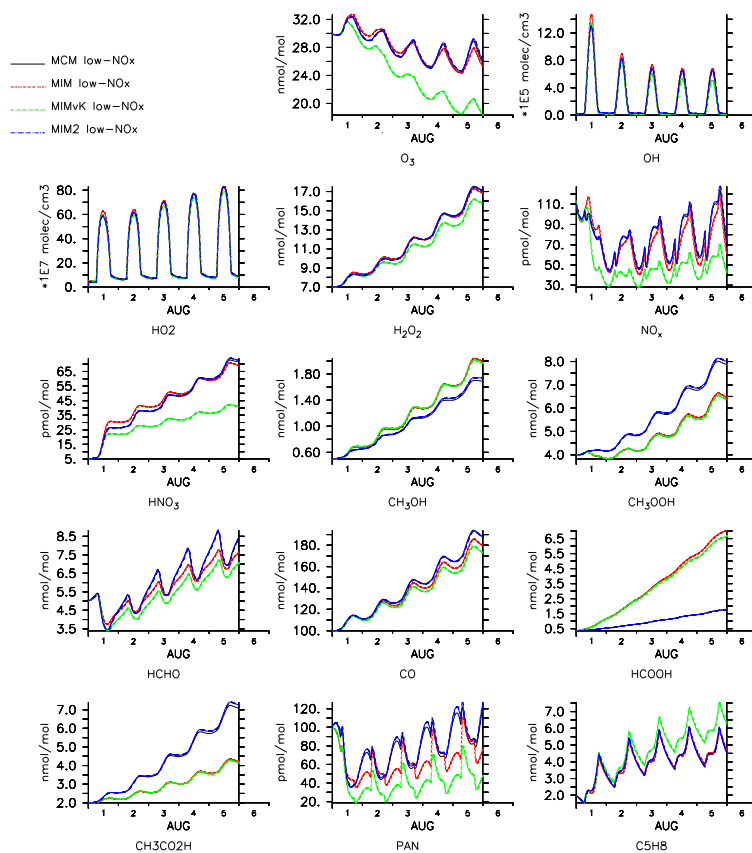 MCM low-NOx
MIM low-NOx
MIMvK low-NOx
MIM2 low-NOx
nmol/mol
32.0
28.0
24.0
20.0
1 2 3 4 5 6
AUG
O3
*1E5 molec/cm3
12.
8.
4.
0.
1 2 3 4 5 6
AUG
OH
*1E7 molec/cm3
80.
60.
40.
20.
0.
1 2 3 4 5 6
AUG
HO2
nmol/mol
17.0
15.0
13.0
11.0
9.0
7.0
1 2 3 4 5 6
AUG
H2O2
pmol/mol
110.
90.
70.
50.
30.
1 2 3 4 5 6
AUG
NOx
pmol/mol
65.
55.
45.
35.
25.
15.
5.
1 2 3 4 5 6
AUG
HNO3
nmol/mol
1.80
1.40
1.00
0.60
1 2 3 4 5 6
AUG
CH3OH
nmol/mol
8.0
7.0
6.0
5.0
4.0
1 2 3 4 5 6
AUG
CH3OOH
nmol/mol
8.5
7.5
6.5
5.5
4.5
3.5
1 2 3 4 5 6
AUG
HCHO
nmol/mol
180.
160.
140.
120.
100.
1 2 3 4 5 6
AUG
CO
nmol/mol
6.5
5.5
4.5
3.5
2.5
1.5
0.5
1 2 3 4 5 6
AUG
HCOOH
nmol/mol
7.0
6.0
5.0
4.0
3.0
2.0
1 2 3 4 5 6
AUG
CH3CO2H
pmol/mol
120.
100.
80.
60.
40.
20.
1 2 3 4 5 6
AUG
PAN
nmol/mol
7.0
6.0
5.0
4.0
3.0
2.0
1 2 3 4 5 6
AUG
C5H8